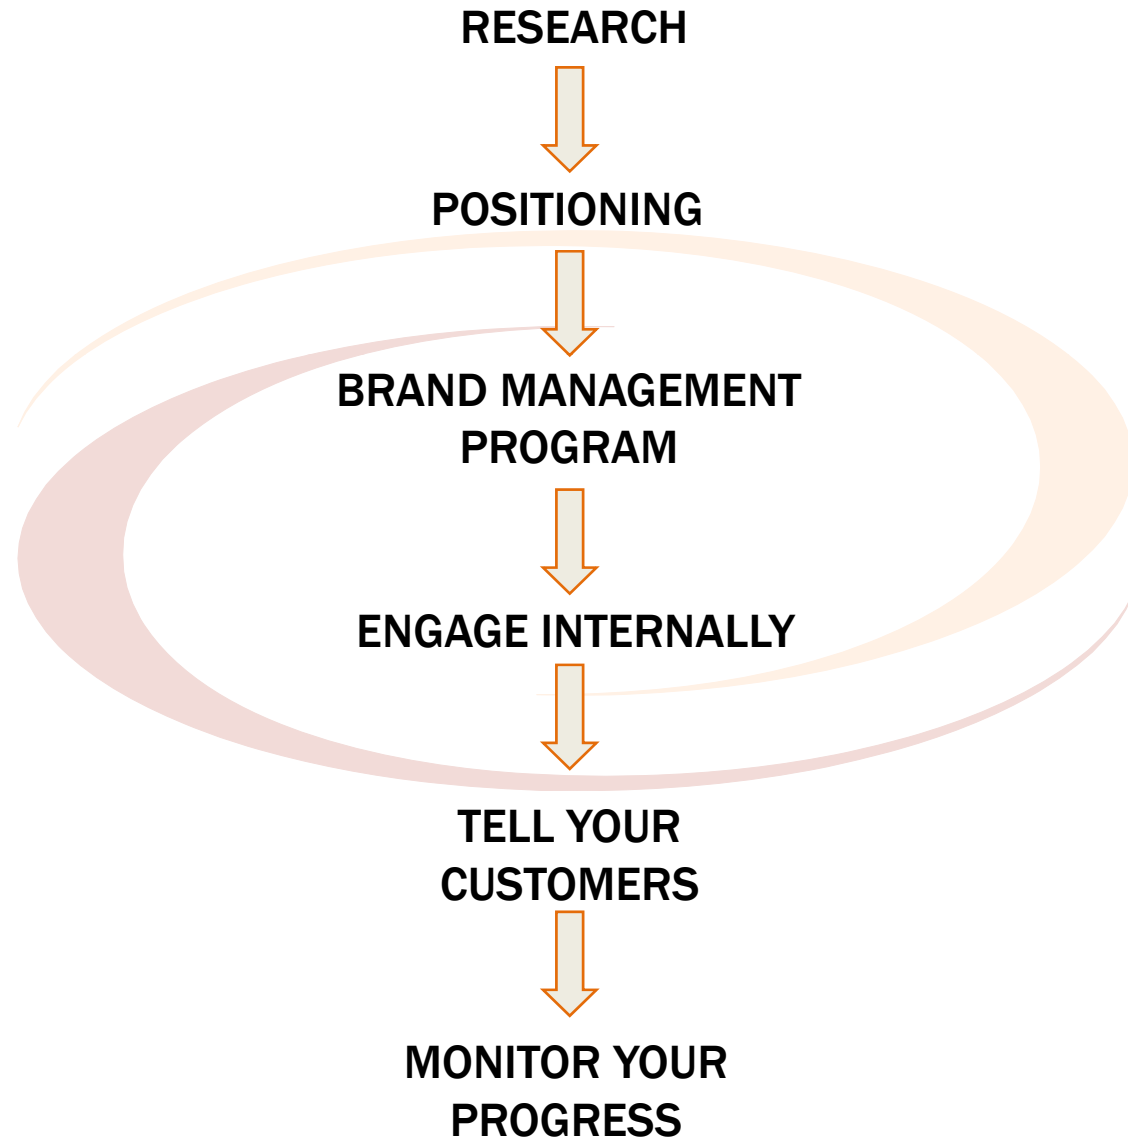 RESEARCH
POSITIONING
BRAND MANAGEMENT
PROGRAM
ENGAGE INTERNALLY
TELL YOUR
CUSTOMERS
MONITOR YOUR
PROGRESS